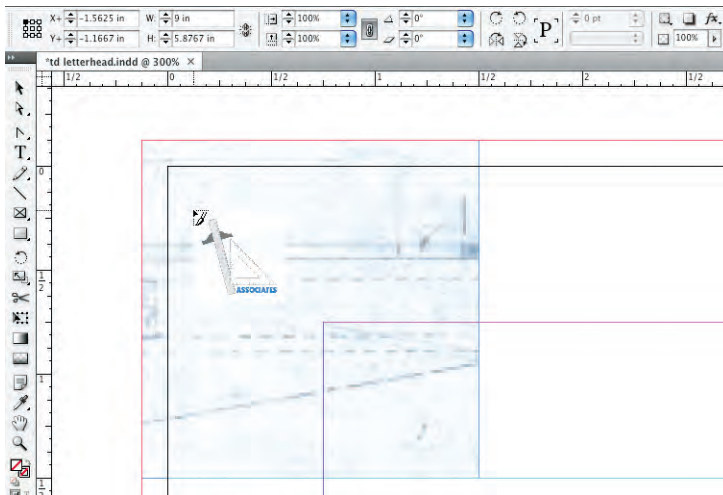 X+ -1.5625 in W: 9 in 100% 0° P 0 pt fx.
Y+ -1.1667 in H: 5.8767 in 100% 0° 100%
*td letterhead.indd @ 300% ×
1/2 0 1/2 1 1/2 2 1/2
T
0
1/2
ASSOCIATES
1